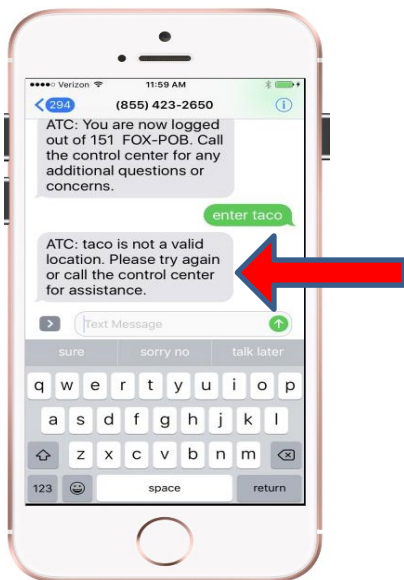 ●●●●○ Verizon 11:59 AM
294 (855) 423-2650
ATC: You are now logged
out of 151 FOX-POB. Call
the control center for any
additional questions or
concerns.
enter taco
ATC: taco is not a valid
location. Please try again
or call the control center
for assistance.
Text Message
sure sorry no talk later
q w e r t y u i o p
a s d f g h j k l
z x c v b n m
123 space return